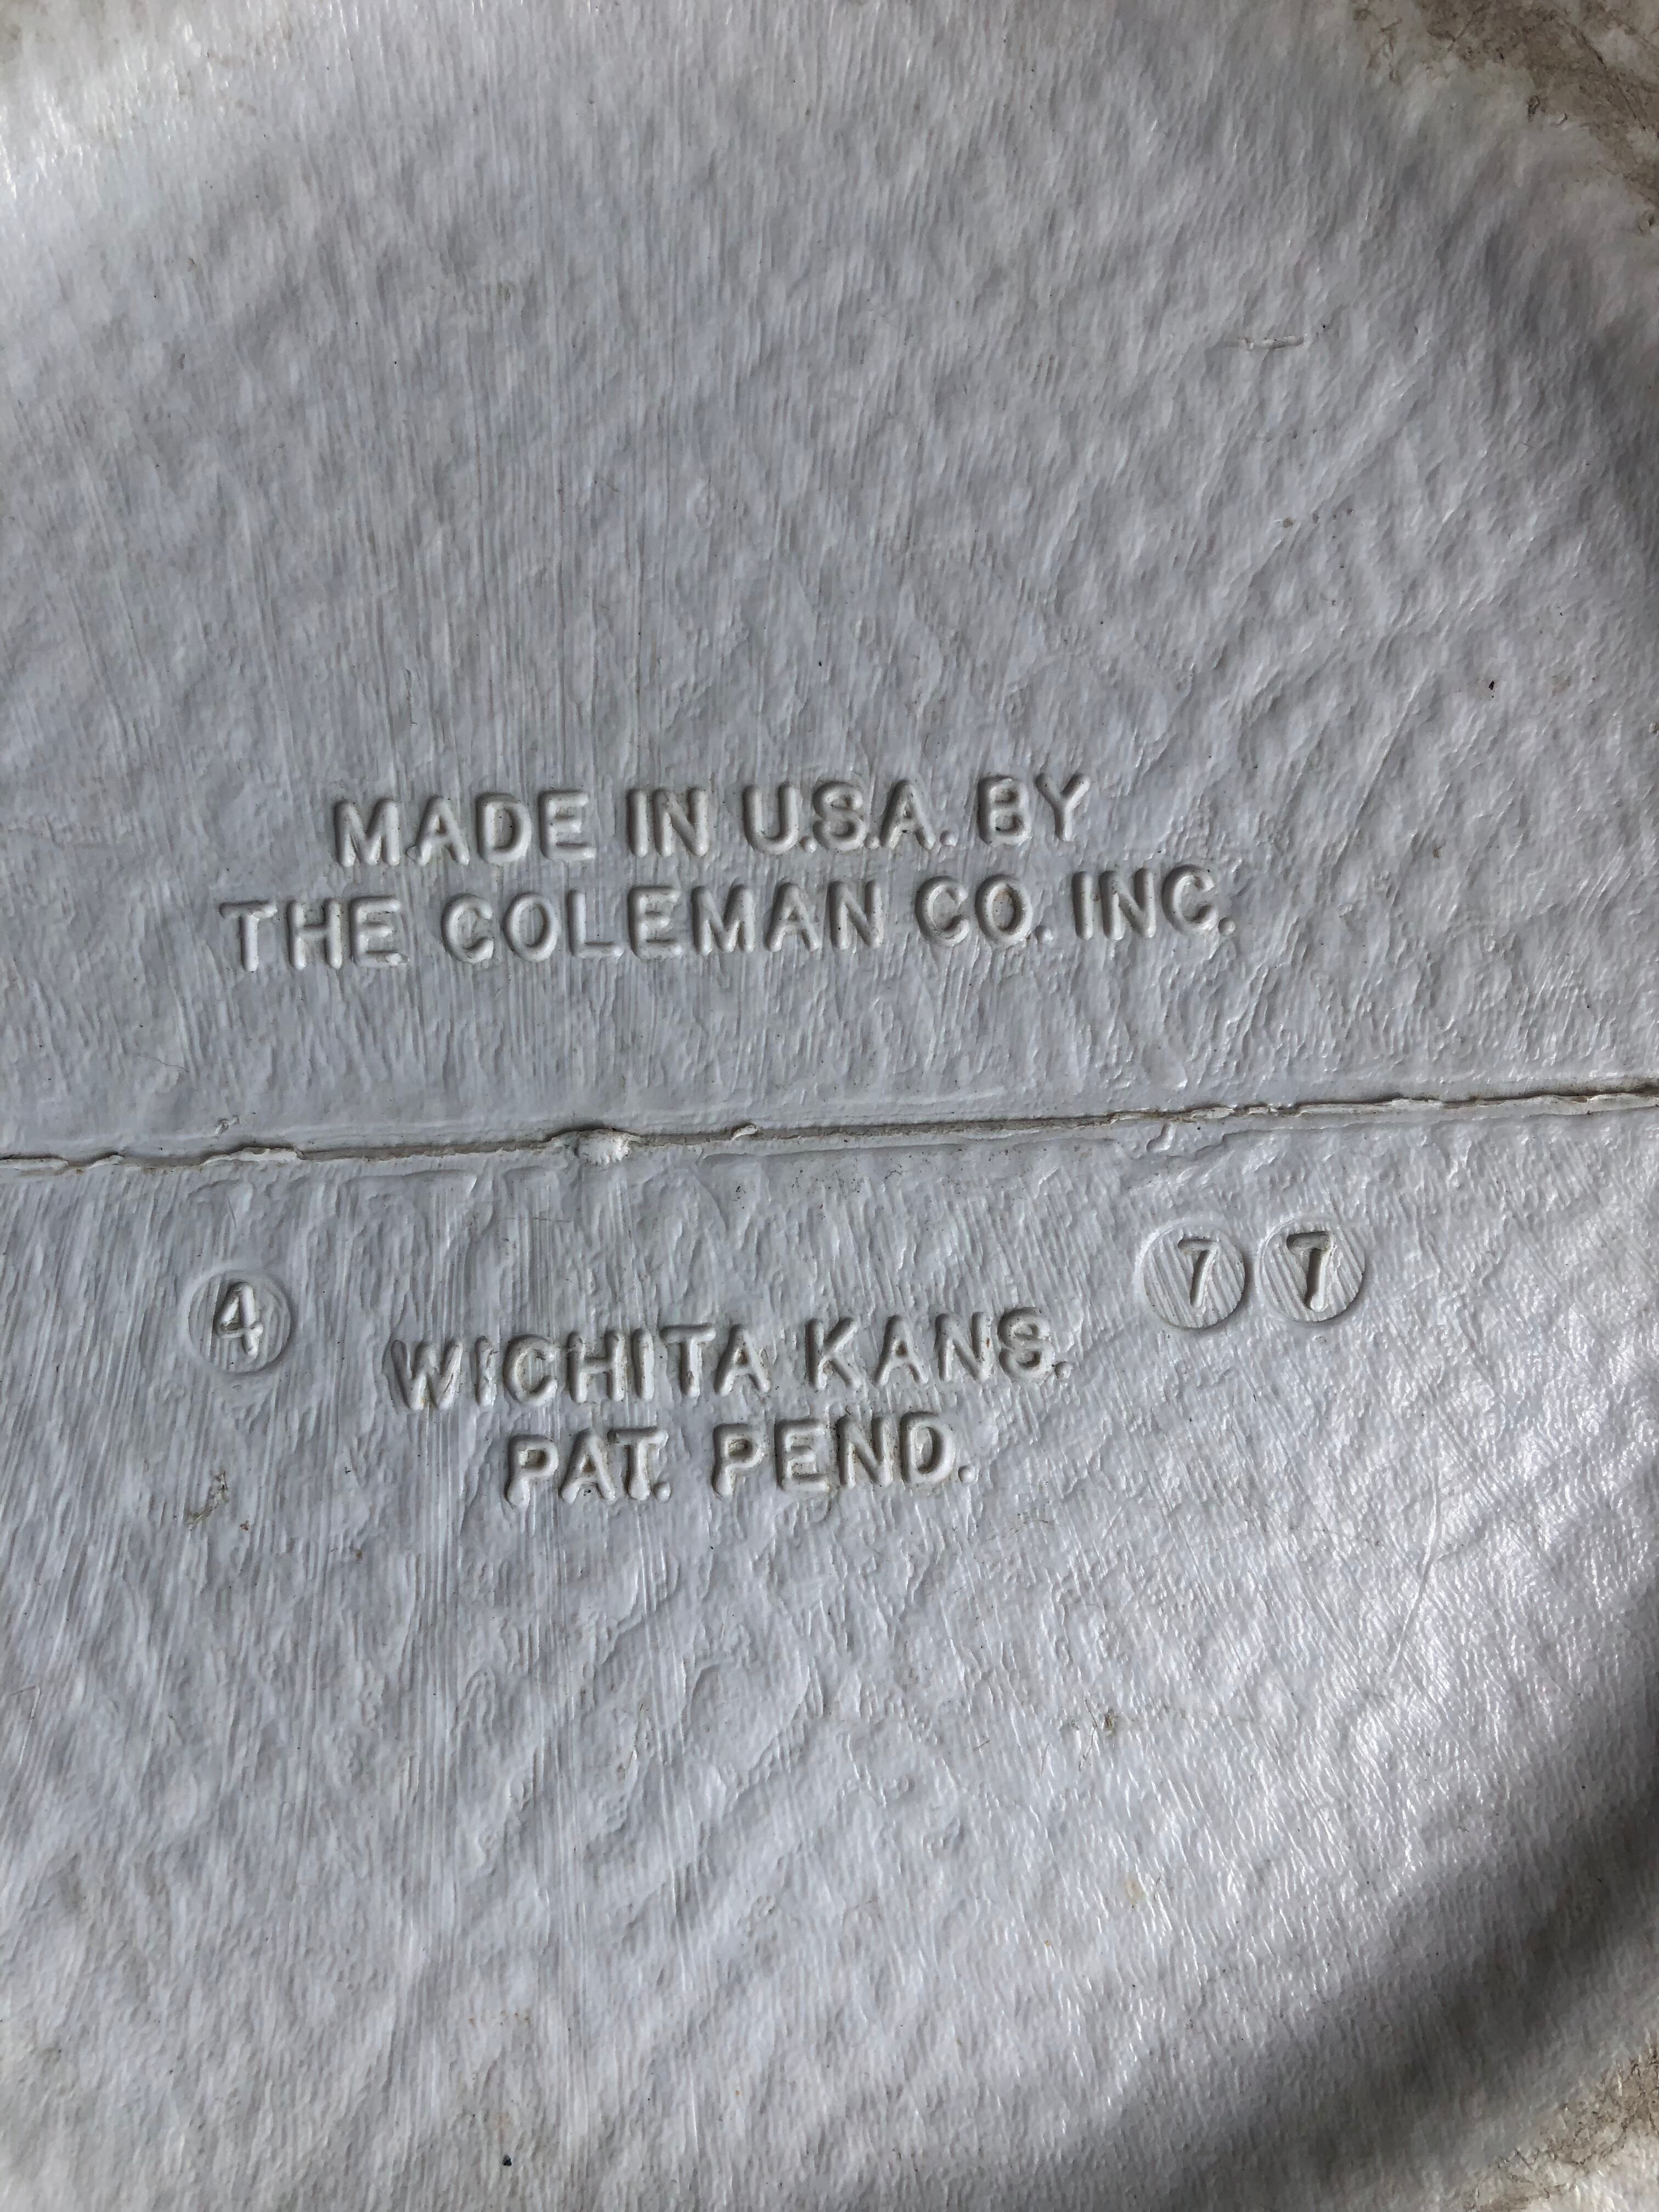 MADE IN U.S.A. BY
THE COLEMAN CO. INC.
4 7 7
WICHITA KANS.
PAT. PEND.